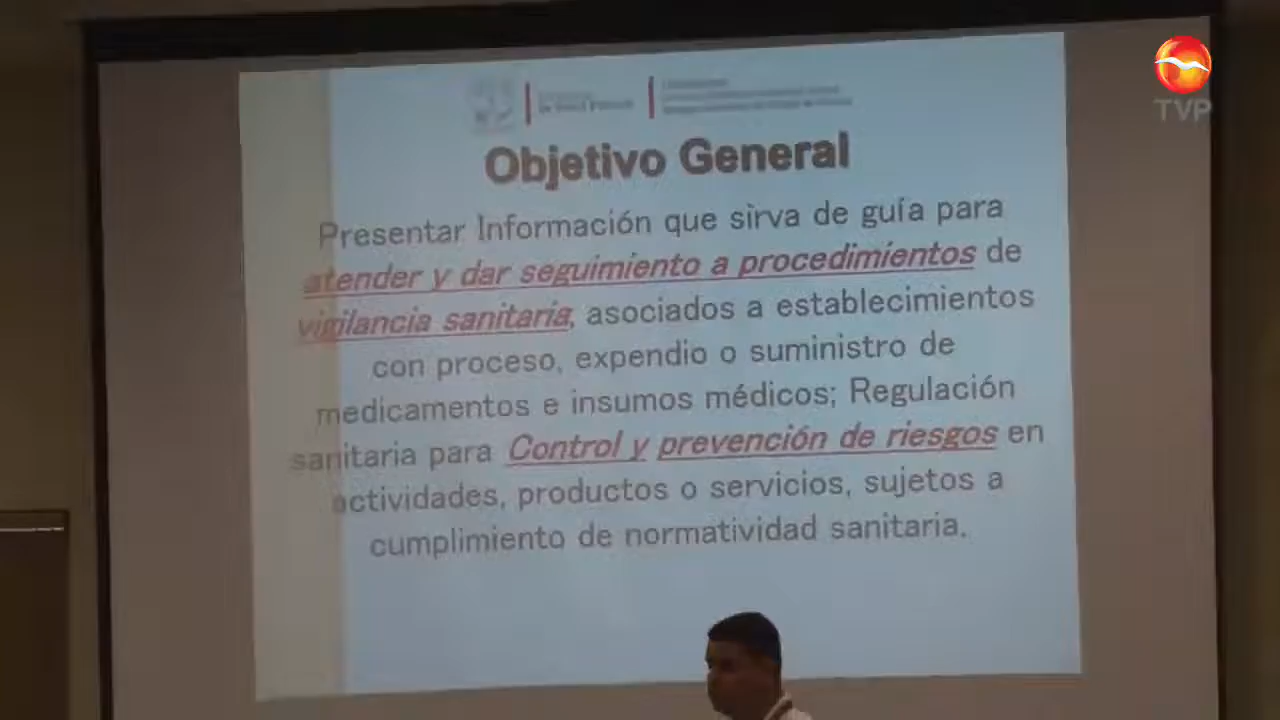 TVP
Objetivo General
Presentar Información que sirva de guía para
atender y dar seguimiento a procedimientos de
vigilancia sanitaria, asociados a establecimientos
con proceso, expendio o suministro de
medicamentos e insumos médicos; Regulación
sanitaria para Control y prevención de riesgos en
actividades, productos o servicios, sujetos a
cumplimiento de normatividad sanitaria.